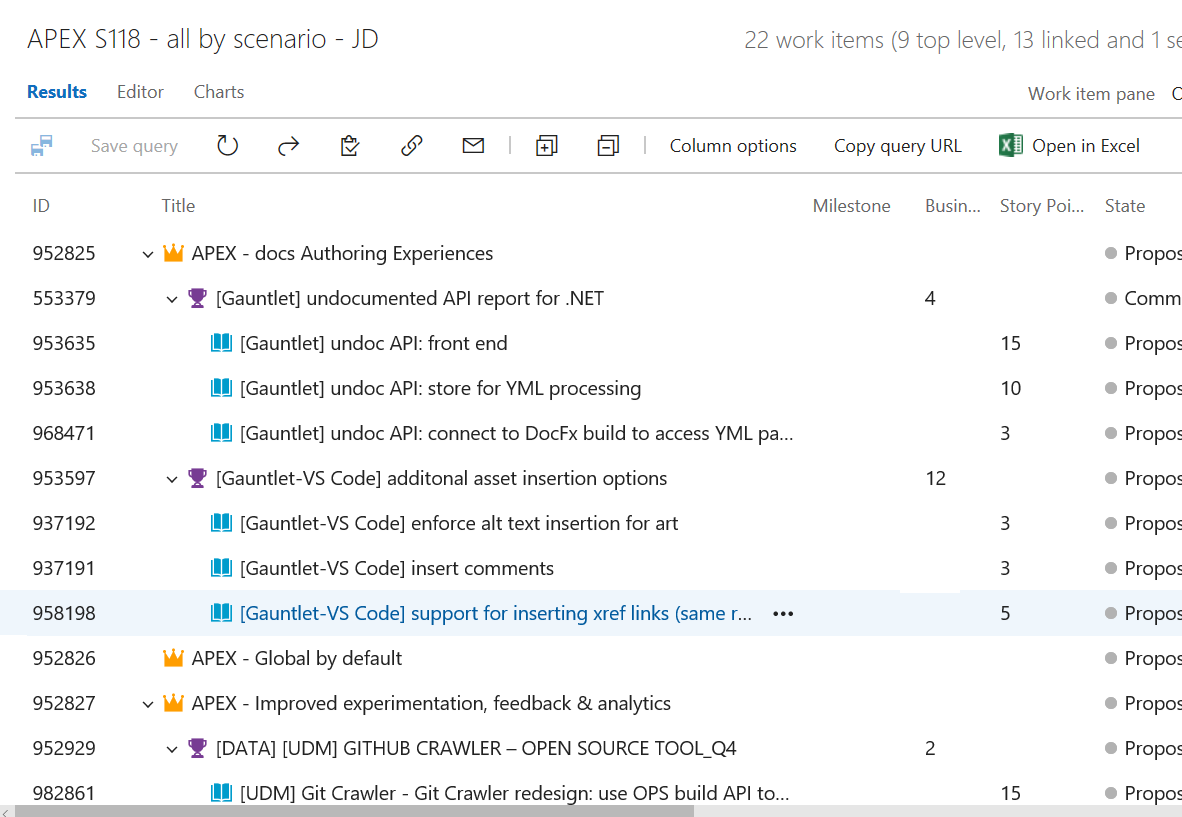 APEX S118 - all by scenario - JD
22 work items (9 top level, 13 linked and 1 se
Results Editor Charts
Work item pane
Save query Column options Copy query URL Open in Excel
ID Title Milestone Busin... Story Poi... State
952825 APEX - docs Authoring Experiences Propos
553379 [Gauntlet] undocumented API report for .NET 4 Comm
953635 [Gauntlet] undoc API: front end 15 Propos
953638 [Gauntlet] undoc API: store for YML processing 10 Propos
968471 [Gauntlet] undoc API: connect to DocFx build to access YML pa... 3 Propos
953597 [Gauntlet-VS Code] additonal asset insertion options 12 Propos
937192 [Gauntlet-VS Code] enforce alt text insertion for art 3 Propos
937191 [Gauntlet-VS Code] insert comments 3 Propos
958198 [Gauntlet-VS Code] support for inserting xref links (same r... ••• 5 Propos
952826 APEX - Global by default Propos
952827 APEX - Improved experimentation, feedback & analytics Propos
952929 [DATA] [UDM] GITHUB CRAWLER – OPEN SOURCE TOOL_Q4 2 Propos
982861 [UDM] Git Crawler - Git Crawler redesign: use OPS build API to... 15 Propos